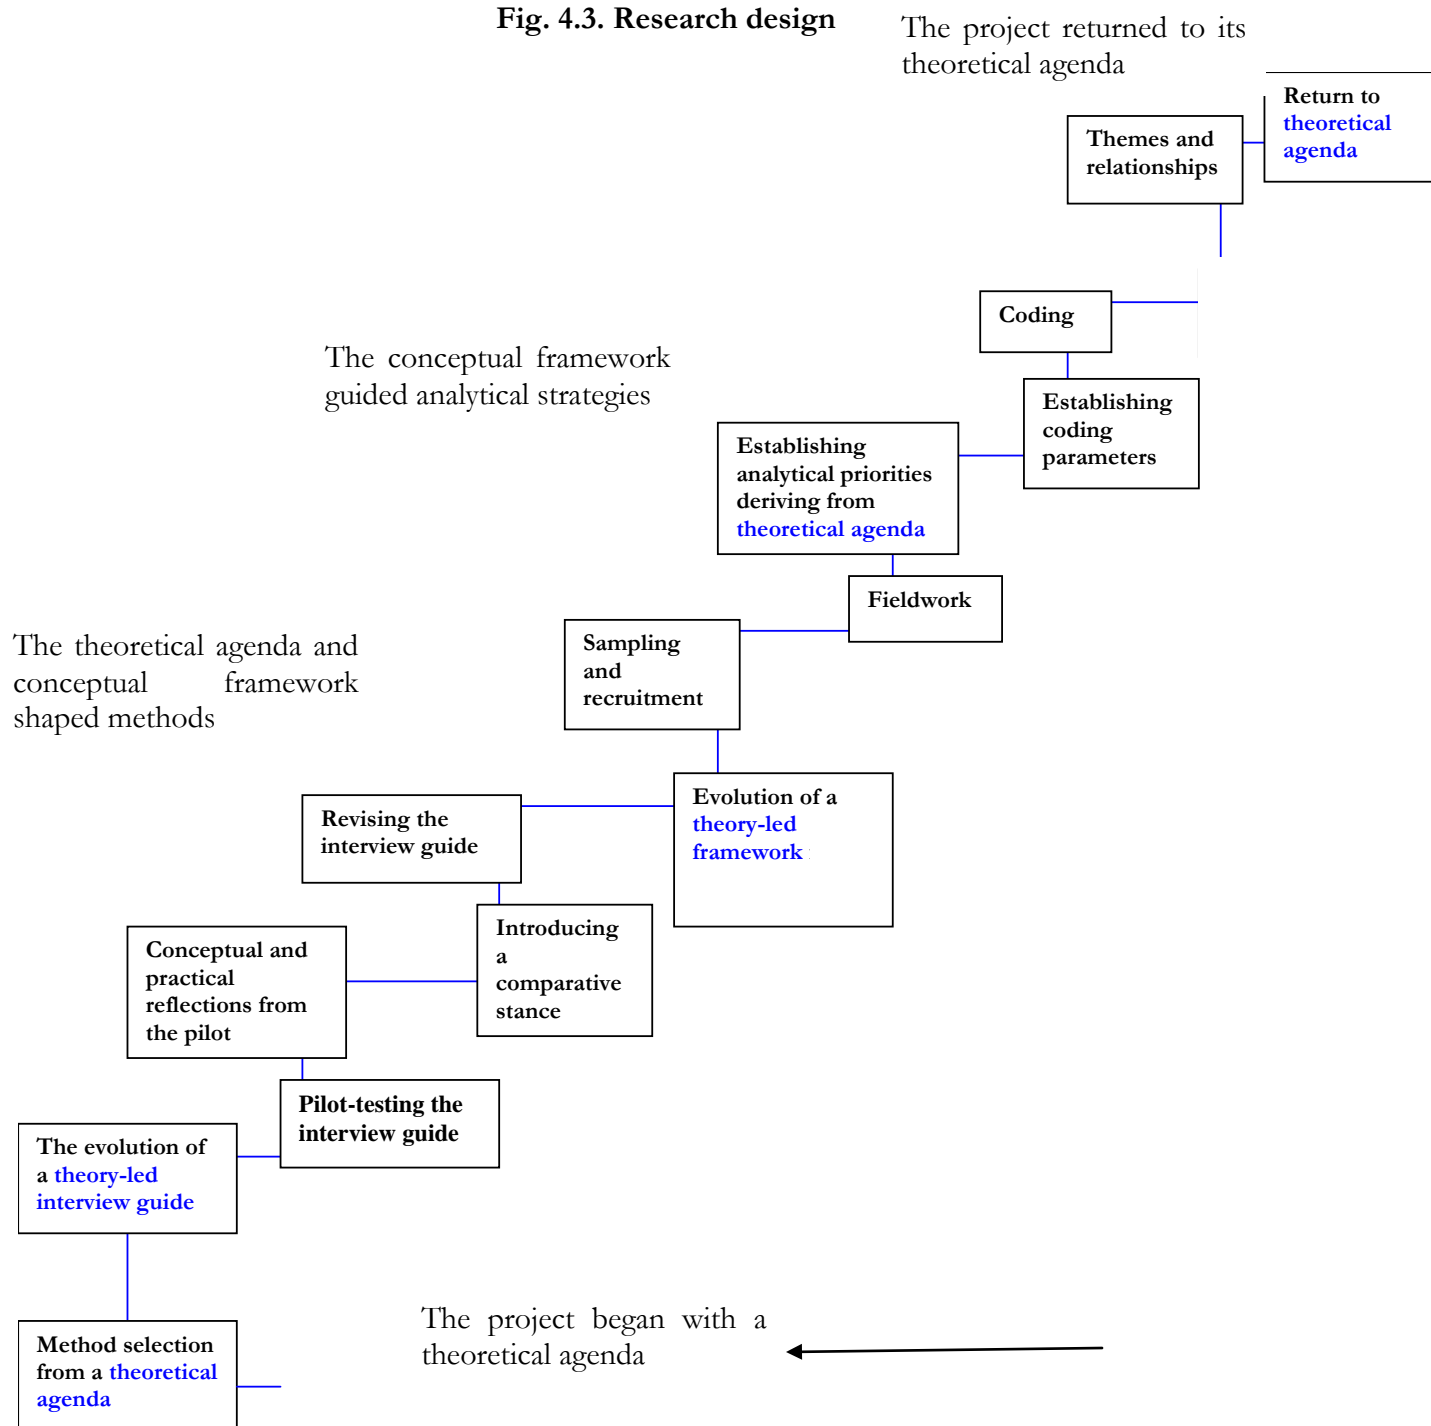 Fig. 4.3. Research design
The project returned to its
theoretical agenda
Return to
theoretical
agenda
Themes and
relationships
Coding
The conceptual framework
guided analytical strategies
Establishing
coding
parameters
Establishing
analytical priorities
deriving from
theoretical agenda
Fieldwork
The theoretical agenda and
conceptual framework
shaped methods
Sampling
and
recruitment
Evolution of a
theory-led
framework
Revising the
interview guide
Introducing
a
comparative
stance
Conceptual and
practical
reflections from
the pilot
Pilot-testing the
interview guide
The evolution of
a theory-led
interview guide
The project began with a
theoretical agenda
Method selection
from a theoretical
agenda